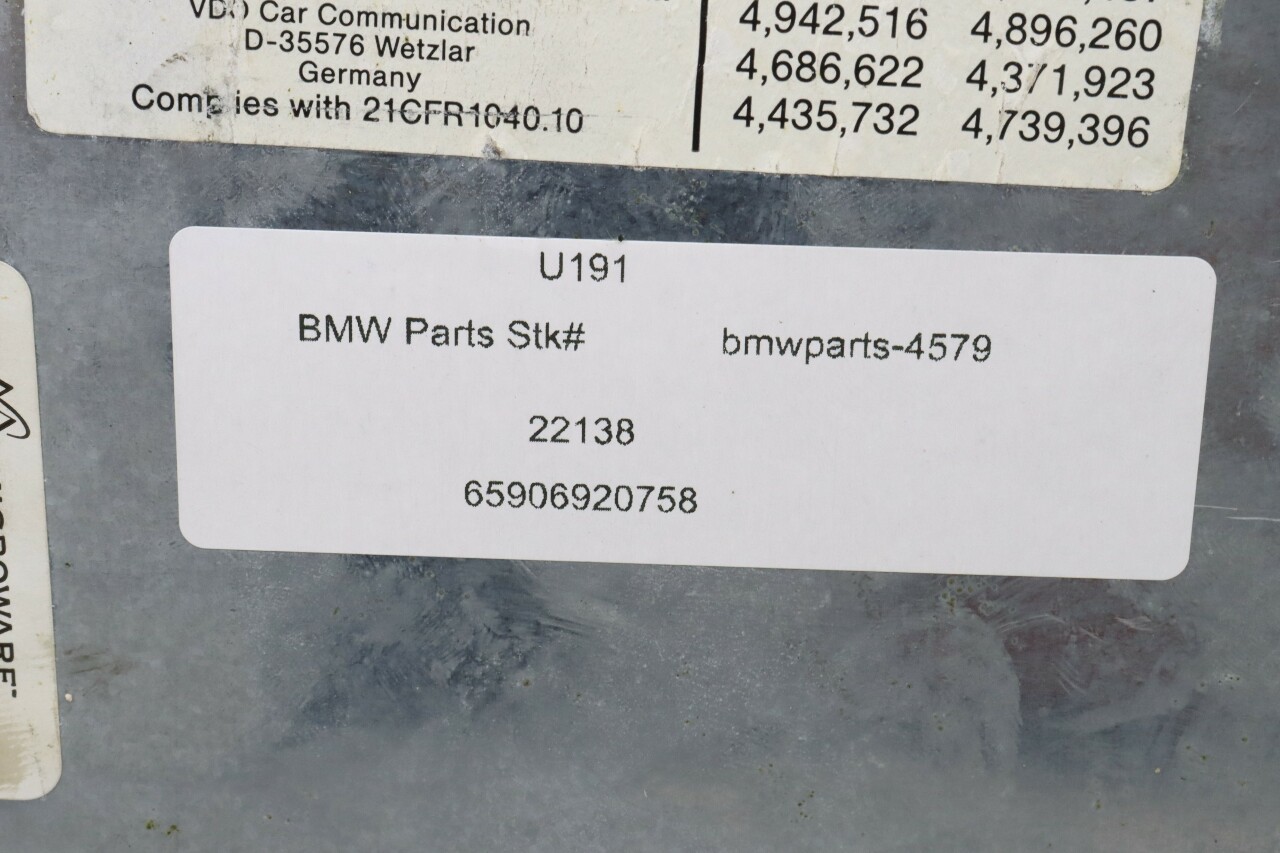 VDO Car Communication
D-35576 Wetzlar
Germany
Complies with 21CFR1040.10
4,942,516 4,896,260
4,686,622 4,371,923
4,435,732 4,739,396
U191
BMW Parts Stk# bmwparts-4579
22138
65906920758